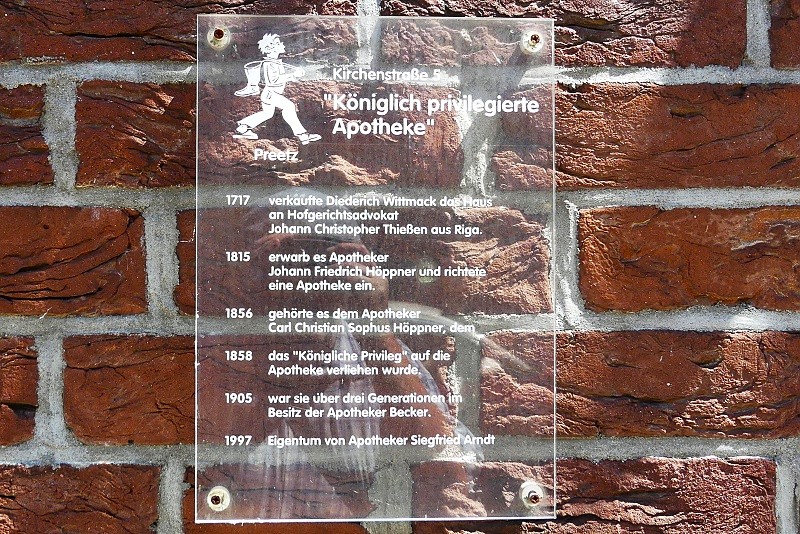 Kirchenstraße 5
"Königlich privilegierte
Apotheke"
Preetz
1717 verkaufte Diederich Wittmack das Haus
an Hofgerichtsadvokat
Johann Christopher Thießen aus Riga.
1815 erwarb es Apotheker
Johann Friedrich Höppner und richtete
eine Apotheke ein.
1856 gehörte es dem Apotheker
Carl Christian Sophus Höppner, dem
1858 das "Königliche Privileg" auf die
Apotheke verliehen wurde.
1905 war sie über drei Generationen im
Besitz der Apotheker Becker.
1997 Eigentum von Apotheker Siegfried Arndt